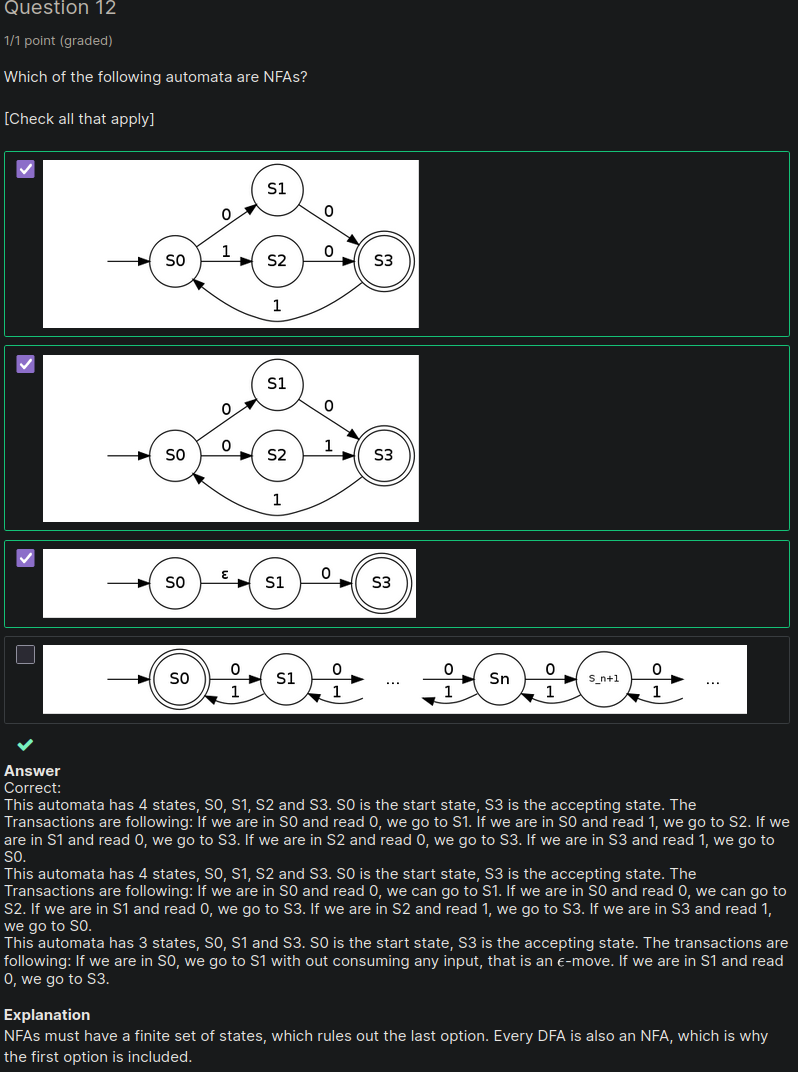 Question 12
1/1 point (graded)
Which of the following automata are NFAs?
[Check all that apply]
S1
0
0
S0
1
S2
0
S3
1
S1
0
0
S0
0
S2
1
S3
1
S0
ε
S1
0
S3
S0
0
1
S1
0
1
...
0
1
Sn
0
1
S_n+1
0
1
...
Answer
Correct:
This automata has 4 states, S0, S1, S2 and S3. S0 is the start state, S3 is the accepting state. The
Transactions are following: If we are in S0 and read 0, we go to S1. If we are in S0 and read 1, we go to S2. If we
are in S1 and read 0, we go to S3. If we are in S2 and read 0, we go to S3. If we are in S3 and read 1, we go to
S0.
This automata has 4 states, S0, S1, S2 and S3. S0 is the start state, S3 is the accepting state. The
Transactions are following: If we are in S0 and read 0, we can go to S1. If we are in S0 and read 0, we can go to
S2. If we are in S1 and read 0, we go to S3. If we are in S2 and read 1, we go to S3. If we are in S3 and read 1,
we go to S0.
This automata has 3 states, S0, S1 and S3. S0 is the start state, S3 is the accepting state. The transactions are
following: If we are in S0, we go to S1 with out consuming any input, that is an ϵ-move. If we are in S1 and read
0, we go to S3.
Explanation
NFAs must have a finite set of states, which rules out the last option. Every DFA is also an NFA, which is why
the first option is included.